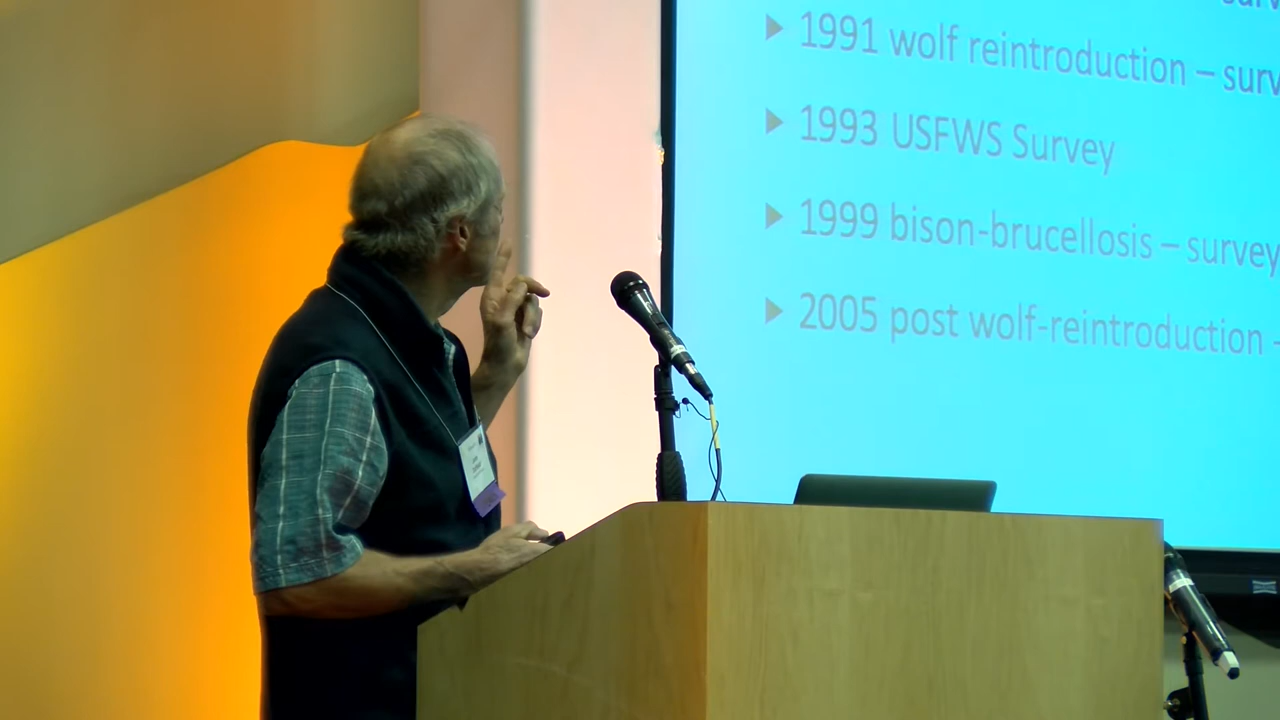 1991 wolf reintroduction – surv
1993 USFWS Survey
1999 bison-brucellosis – survey
2005 post wolf-reintroduction -